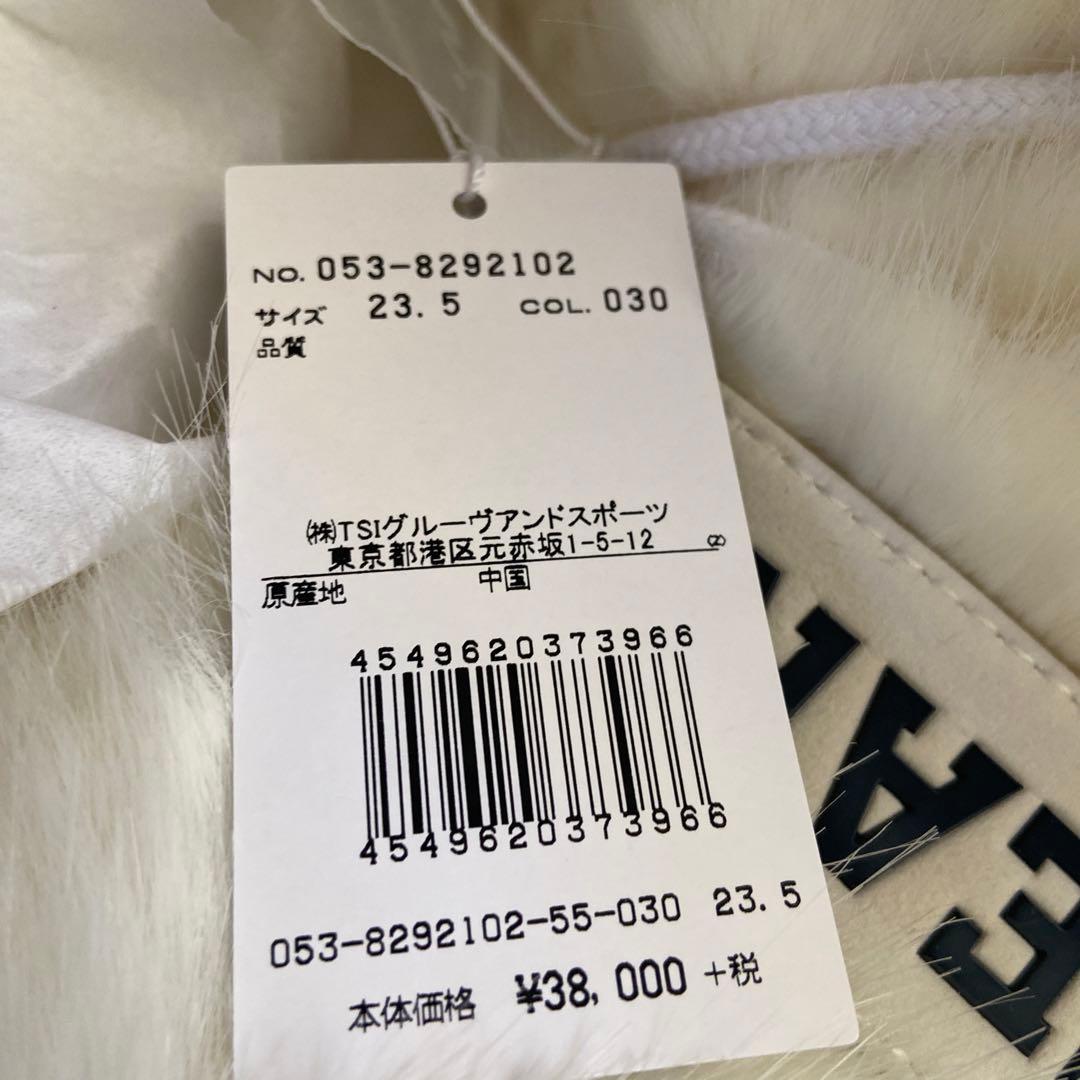 NO. 053-8292102
サイズ 23.5 COL. 030
品質
㈱TSIグルーヴアンドスポーツ
東京都港区元赤坂1-5-12 (Z)
原産地 中国
4549620373966
4549620373966
053-8292102-55-030 23.5
本体価格 ¥38,000 +税